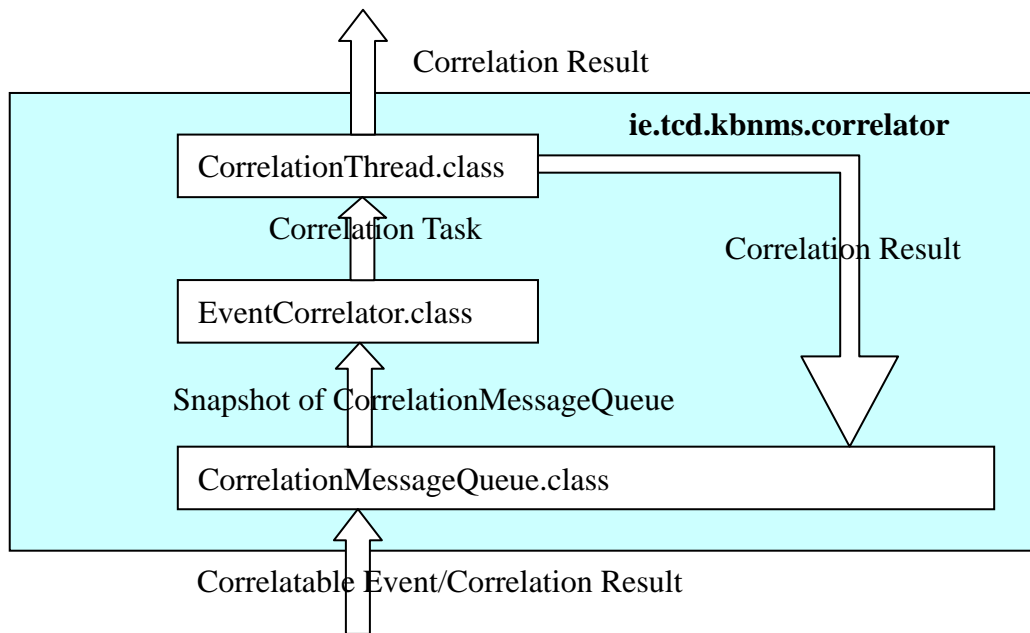 Correlation Result
ie.tcd.kbnms.correlator
CorrelationThread.class
Correlation Task
Correlation Result
EventCorrelator.class
Snapshot of CorrelationMessageQueue
CorrelationMessageQueue.class
Correlatable Event/Correlation Result